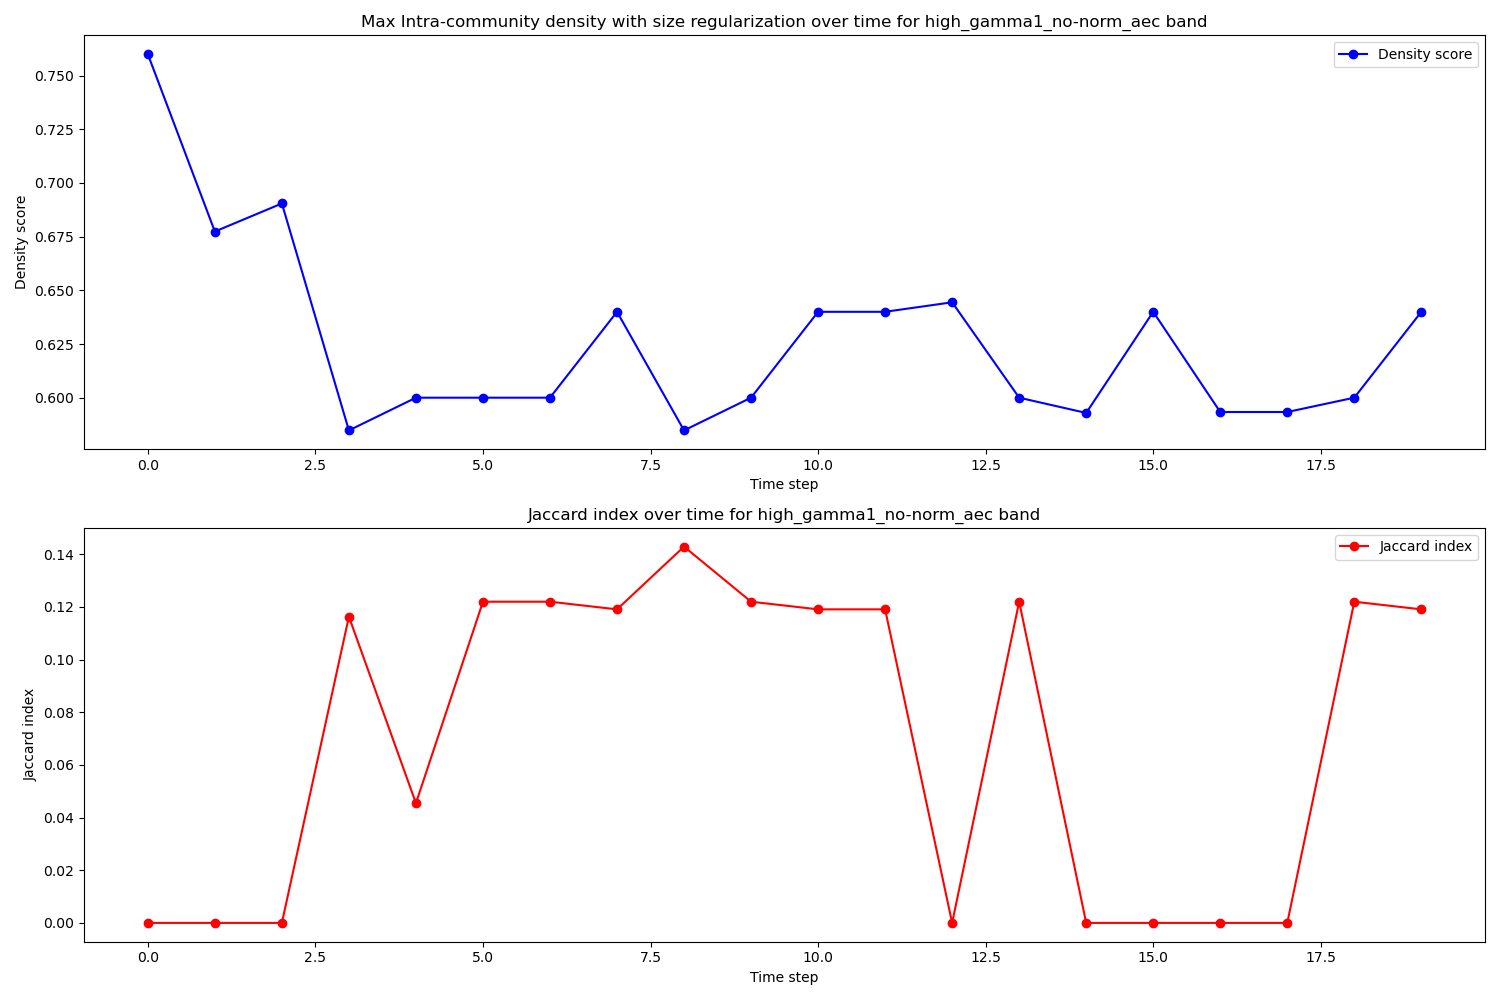 Max Intra-community density with size regularization over time for high_gamma1_no-norm_aec band
Density score
0.750
0.725
0.700
0.675
0.650
0.625
0.600
Density score
0.0 2.5 5.0 7.5 10.0 12.5 15.0 17.5
Time step
Jaccard index over time for high_gamma1_no-norm_aec band
Jaccard index
0.14
0.12
0.10
0.08
0.06
0.04
0.02
0.00
Jaccard index
0.0 2.5 5.0 7.5 10.0 12.5 15.0 17.5
Time step